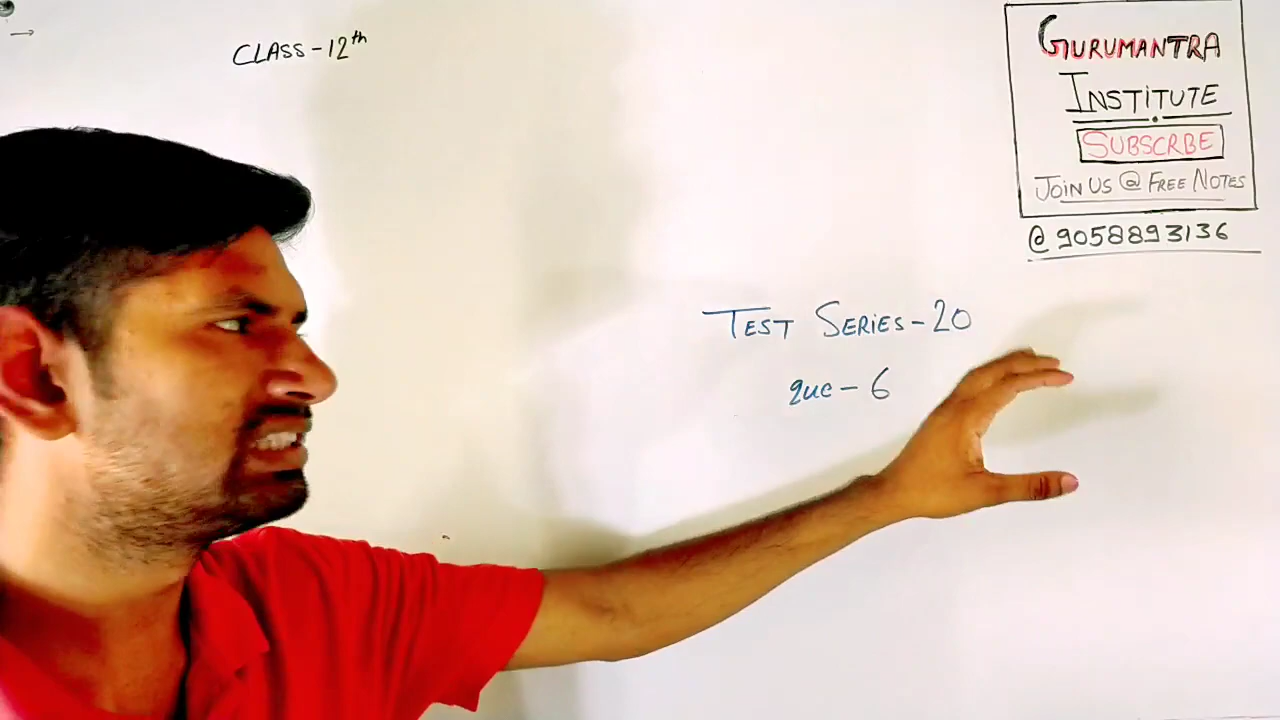 CLASS-12th
GURUMANTRA
INSTITUTE
SUBSCRBE
JOIN US @ FREE NOTES
@ 9058893136
TEST SERIES-20
que-6